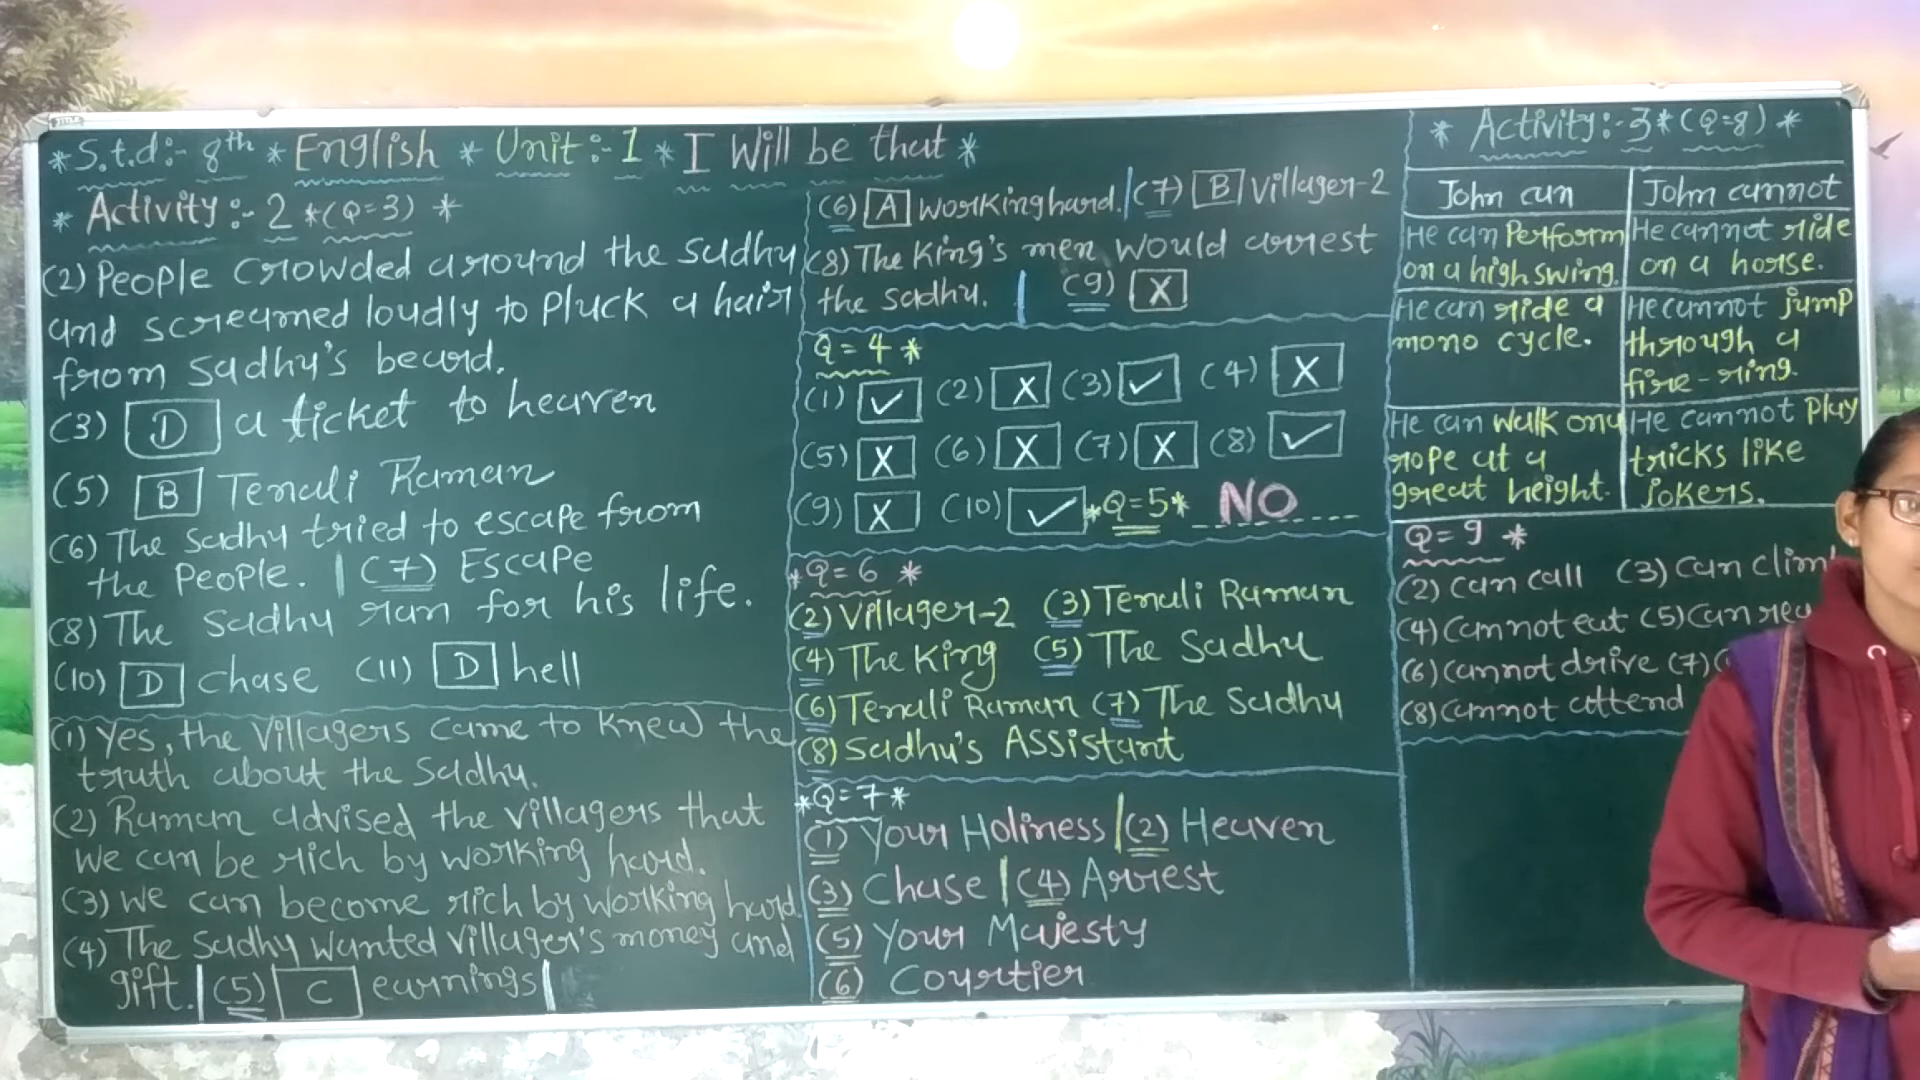 * S.t.d:- 8th * English * Unit:-1 * I Will be that *
* Activity:- 2 *(Q=3) *
(2) People crowded around the sadhu
and screamed loudly to pluck a hair
from sadhu's beard.
(3) D a ticket to heaven
(5) B Tenali Raman
(6) The sadhu tried to escape from
the People. | (7) Escape
(8) The sadhu ran for his life.
(10) D chase (11) D hell
(1) Yes, the villagers came to knew the
truth about the sadhu.
(2) Raman advised the villagers that
we can be rich by working hard.
(3) We can become rich by working hard
(4) The sadhu wanted villager's money and
gift. | (5) C earnings |
(6) A working hard. | (7) B Villager-2
(8) The King's men would arrest
the sadhu. | (9) X
Q=4 *
(1) ✓ (2) X (3) ✓ (4) X
(5) X (6) X (7) X (8) ✓
(9) X (10) ✓ *Q=5* NO
*Q=6 *
(2) Villager-2 (3) Tenali Raman
(4) The King (5) The Sadhu
(6) Tenali Raman (7) The Sadhu
(8) Sadhu's Assistant
*Q=7*
(1) Your Holiness | (2) Heaven
(3) Chase | (4) Arrest
(5) Your Majesty
(6) Coyrtier
* Activity:- 3 * (Q=8) *
John can John cannot
He can Perform He cannot ride
on a high swing. on a horse.
He can ride a He cannot jump
mono cycle. through a
fire-ring.
He can walk on a He cannot play
rope at a tricks like
great height. jokers.
Q=9 *
(2) can call (3) can
(4) cannot eat (5) can
(6) cannot drive (7)
(8) cannot attend